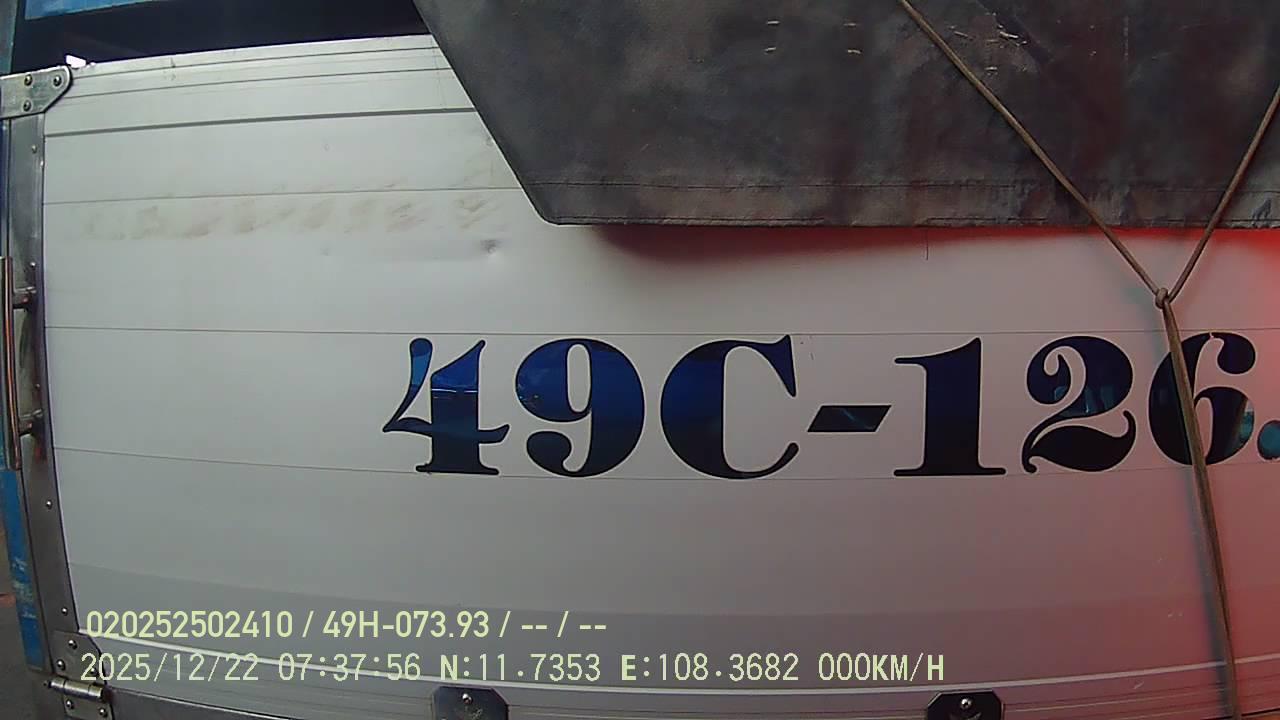 49C-126.
020252502410 / 49H-073.93 / -- / --
2025/12/22 07:37:56 N:11.7353 E:108.3682 000KM/H